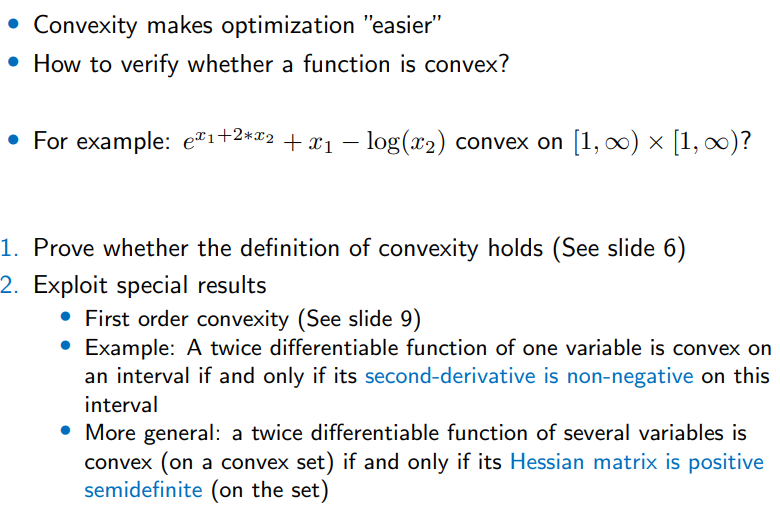 • Convexity makes optimization ”easier”
• How to verify whether a function is convex?
• For example: e^{x_1+2*x_2} + x_1 − log(x_2) convex on [1, ∞) × [1, ∞)?
1. Prove whether the definition of convexity holds (See slide 6)
2. Exploit special results
• First order convexity (See slide 9)
• Example: A twice differentiable function of one variable is convex on
an interval if and only if its second-derivative is non-negative on this
interval
• More general: a twice differentiable function of several variables is
convex (on a convex set) if and only if its Hessian matrix is positive
semidefinite (on the set)